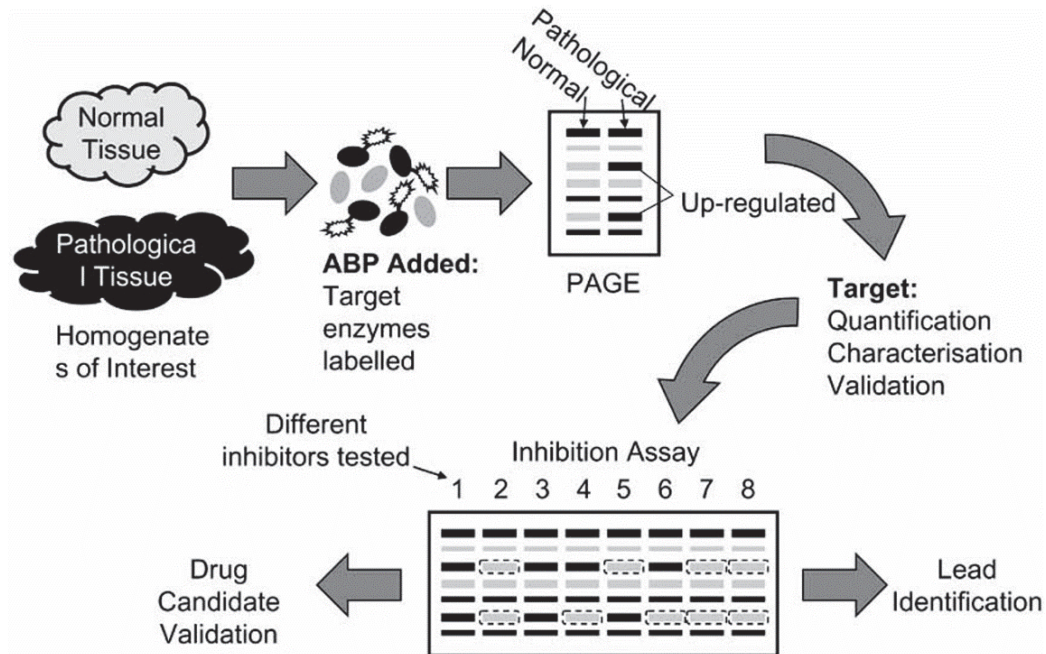 Normal
Tissue
Pathologica
l Tissue
Homogenate
s of Interest
ABP Added:
Target
enzymes
labelled
Normal
Pathological
PAGE
Up-regulated
Target:
Quantification
Characterisation
Validation
Different
inhibitors tested
Inhibition Assay
1 2 3 4 5 6 7 8
Drug
Candidate
Validation
Lead
Identification